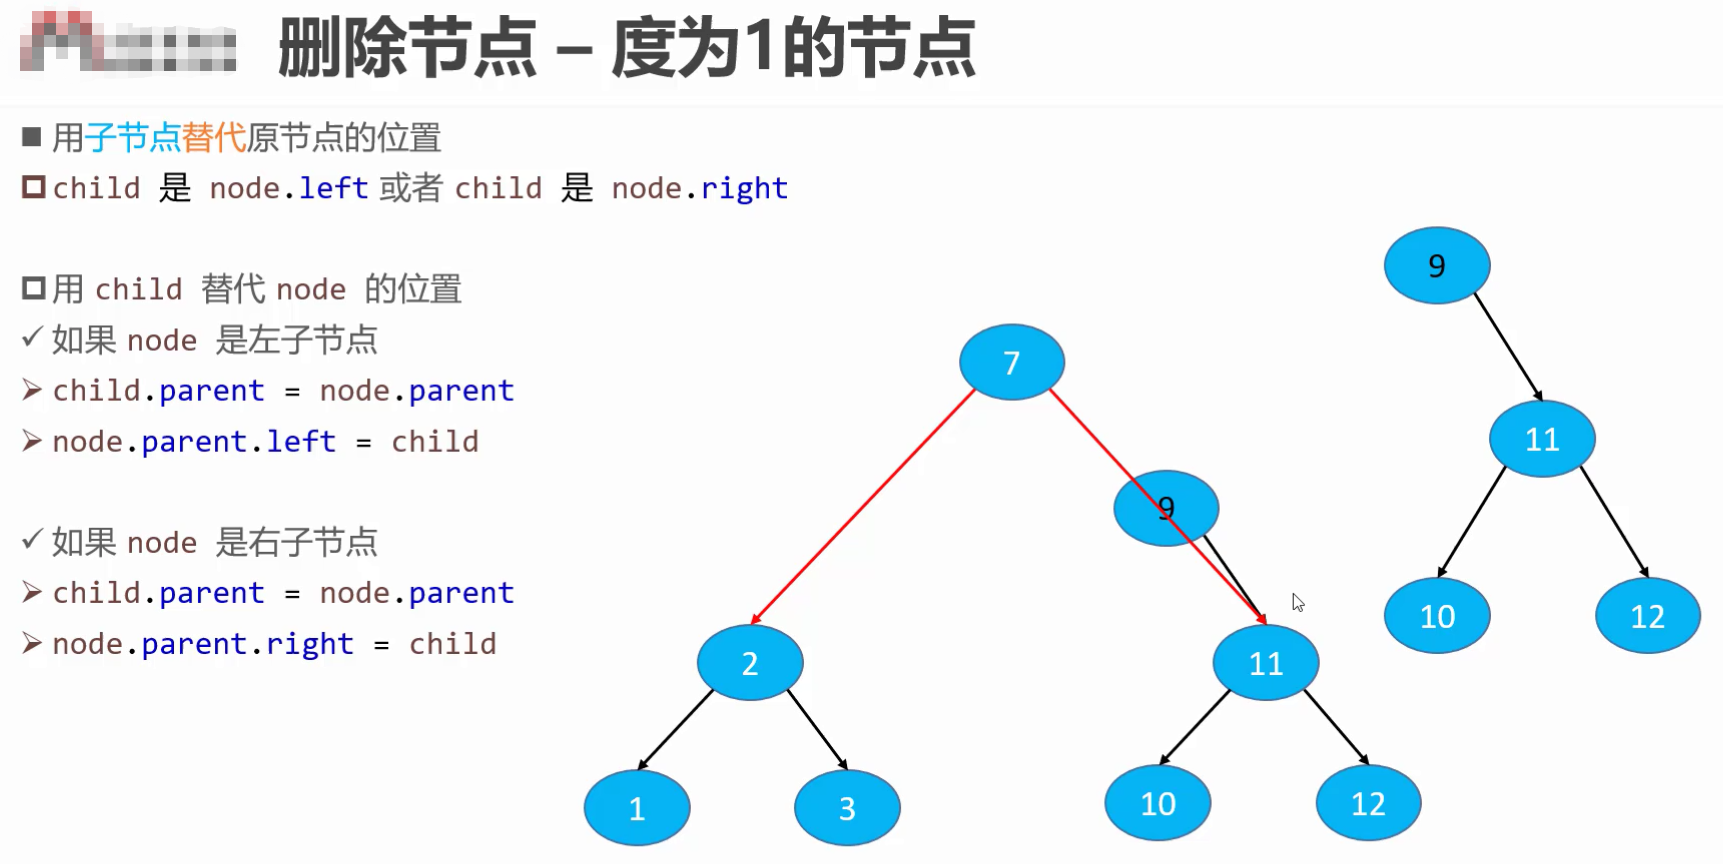 删除节点 – 度为1的节点
用子节点替代原节点的位置
child 是 node.left 或者 child 是 node.right
用 child 替代 node 的位置
如果 node 是左子节点
child.parent = node.parent
node.parent.left = child
如果 node 是右子节点
child.parent = node.parent
node.parent.right = child
7
9
2
11
1
3
10
12
9
11
10
12